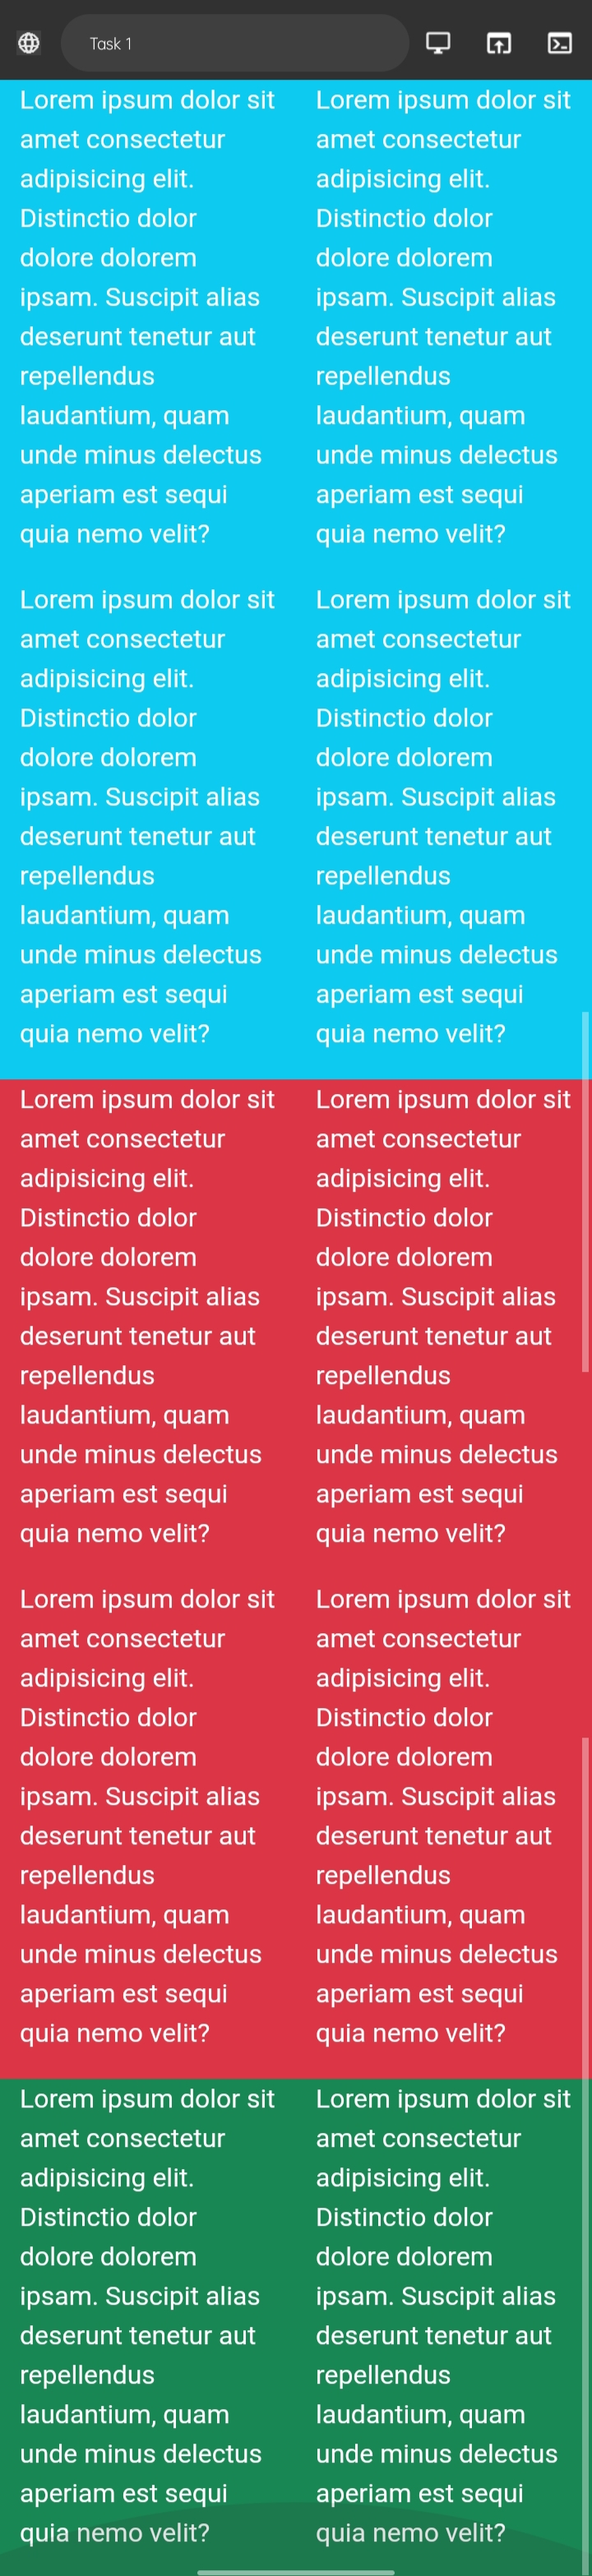 Task 1
Lorem ipsum dolor sit
amet consectetur
adipisicing elit.
Distinctio dolor
dolore dolorem
ipsam. Suscipit alias
deserunt tenetur aut
repellendus
laudantium, quam
unde minus delectus
aperiam est sequi
quia nemo velit?
Lorem ipsum dolor sit
amet consectetur
adipisicing elit.
Distinctio dolor
dolore dolorem
ipsam. Suscipit alias
deserunt tenetur aut
repellendus
laudantium, quam
unde minus delectus
aperiam est sequi
quia nemo velit?
Lorem ipsum dolor sit
amet consectetur
adipisicing elit.
Distinctio dolor
dolore dolorem
ipsam. Suscipit alias
deserunt tenetur aut
repellendus
laudantium, quam
unde minus delectus
aperiam est sequi
quia nemo velit?
Lorem ipsum dolor sit
amet consectetur
adipisicing elit.
Distinctio dolor
dolore dolorem
ipsam. Suscipit alias
deserunt tenetur aut
repellendus
laudantium, quam
unde minus delectus
aperiam est sequi
quia nemo velit?
Lorem ipsum dolor sit
amet consectetur
adipisicing elit.
Distinctio dolor
dolore dolorem
ipsam. Suscipit alias
deserunt tenetur aut
repellendus
laudantium, quam
unde minus delectus
aperiam est sequi
quia nemo velit?
Lorem ipsum dolor sit
amet consectetur
adipisicing elit.
Distinctio dolor
dolore dolorem
ipsam. Suscipit alias
deserunt tenetur aut
repellendus
laudantium, quam
unde minus delectus
aperiam est sequi
quia nemo velit?
Lorem ipsum dolor sit
amet consectetur
adipisicing elit.
Distinctio dolor
dolore dolorem
ipsam. Suscipit alias
deserunt tenetur aut
repellendus
laudantium, quam
unde minus delectus
aperiam est sequi
quia nemo velit?
Lorem ipsum dolor sit
amet consectetur
adipisicing elit.
Distinctio dolor
dolore dolorem
ipsam. Suscipit alias
deserunt tenetur aut
repellendus
laudantium, quam
unde minus delectus
aperiam est sequi
quia nemo velit?
Lorem ipsum dolor sit
amet consectetur
adipisicing elit.
Distinctio dolor
dolore dolorem
ipsam. Suscipit alias
deserunt tenetur aut
repellendus
laudantium, quam
unde minus delectus
aperiam est sequi
quia nemo velit?
Lorem ipsum dolor sit
amet consectetur
adipisicing elit.
Distinctio dolor
dolore dolorem
ipsam. Suscipit alias
deserunt tenetur aut
repellendus
laudantium, quam
unde minus delectus
aperiam est sequi
quia nemo velit?